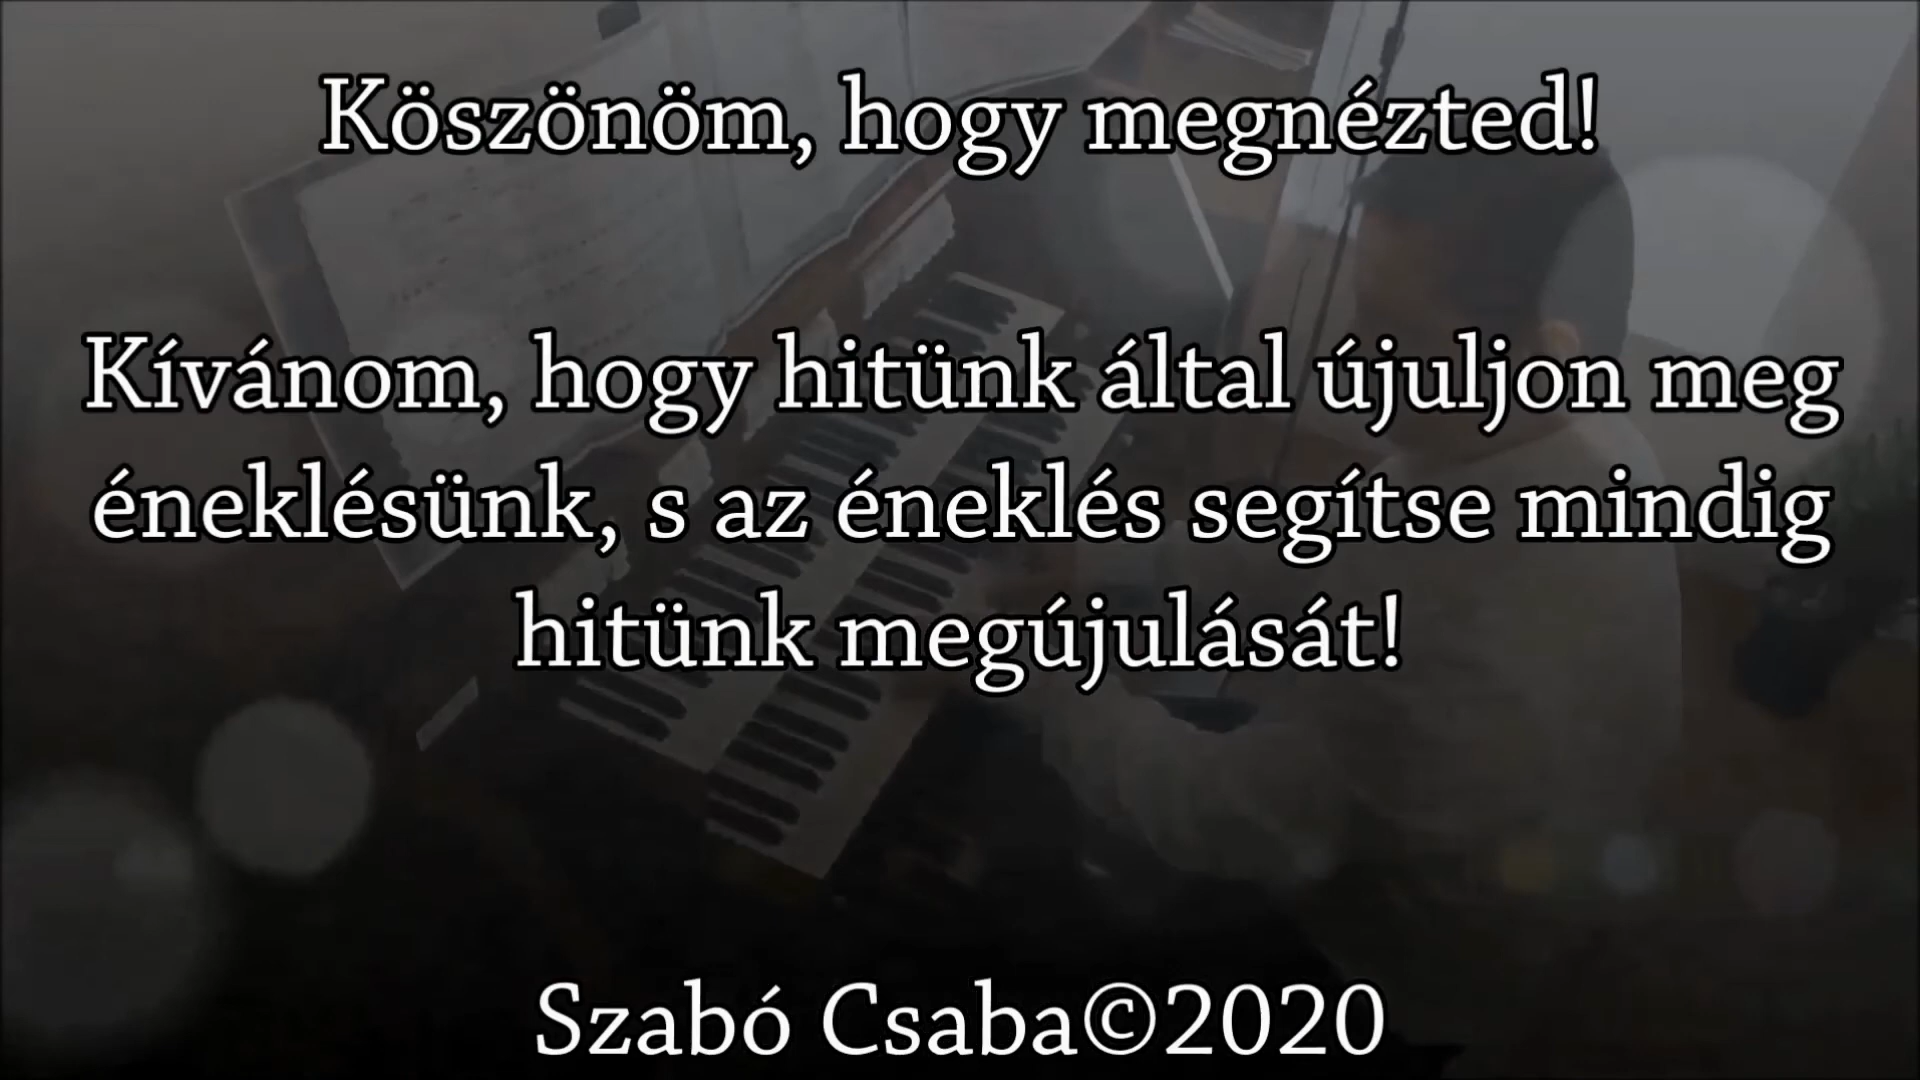 Köszönöm, hogy megnézted!
Kívánom, hogy hitünk által újuljon meg
éneklésünk, s az éneklés segítse mindig
hitünk megújulását!
Szabó Csaba©2020